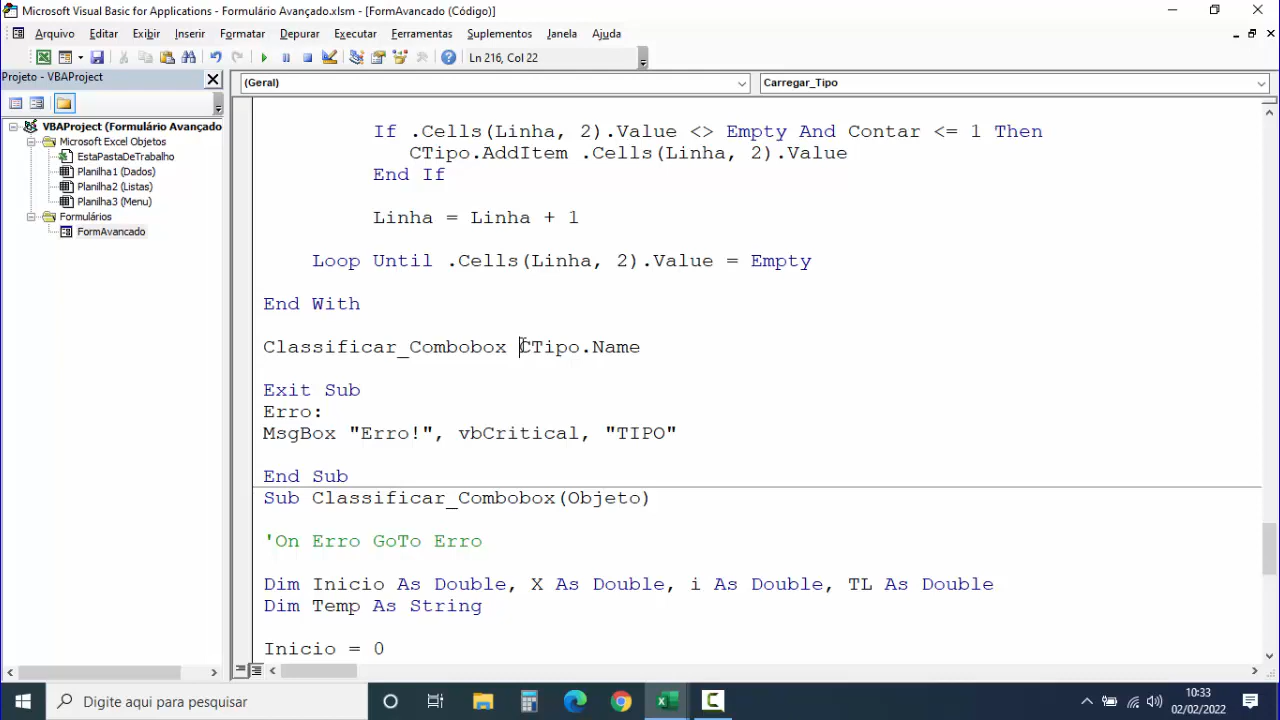 Microsoft Visual Basic for Applications - Formulário Avançado.xlsm - [FormAvancado (Código)]
Arquivo Editar Exibir Inserir Formatar Depurar Executar Ferramentas Suplementos Janela Ajuda
Ln 216, Col 22
Projeto - VBAProject
(Geral) Carregar_Tipo
VBAProject (Formulário Avançado
Microsoft Excel Objetos
EstaPastaDeTrabalho
Planilha1 (Dados)
Planilha2 (Listas)
Planilha3 (Menu)
Formulários
FormAvancado
If .Cells(Linha, 2).Value <> Empty And Contar <= 1 Then
CTipo.AddItem .Cells(Linha, 2).Value
End If
Linha = Linha + 1
Loop Until .Cells(Linha, 2).Value = Empty
End With
Classificar_Combobox CTipo.Name
Exit Sub
Erro:
MsgBox "Erro!", vbCritical, "TIPO"
End Sub
Sub Classificar_Combobox(Objeto)
'On Erro GoTo Erro
Dim Inicio As Double, X As Double, i As Double, TL As Double
Dim Temp As String
Inicio = 0
Digite aqui para pesquisar
10:33
02/02/2022